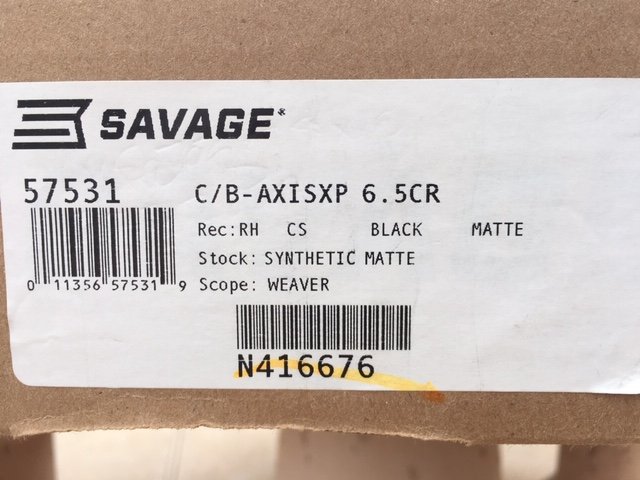 SAVAGE
57531 C/B-AXISXP 6.5CR
Rec: RH CS BLACK MATTE
Stock: SYNTHETIC MATTE
0 11356 57531 9
Scope: WEAVER
N416676